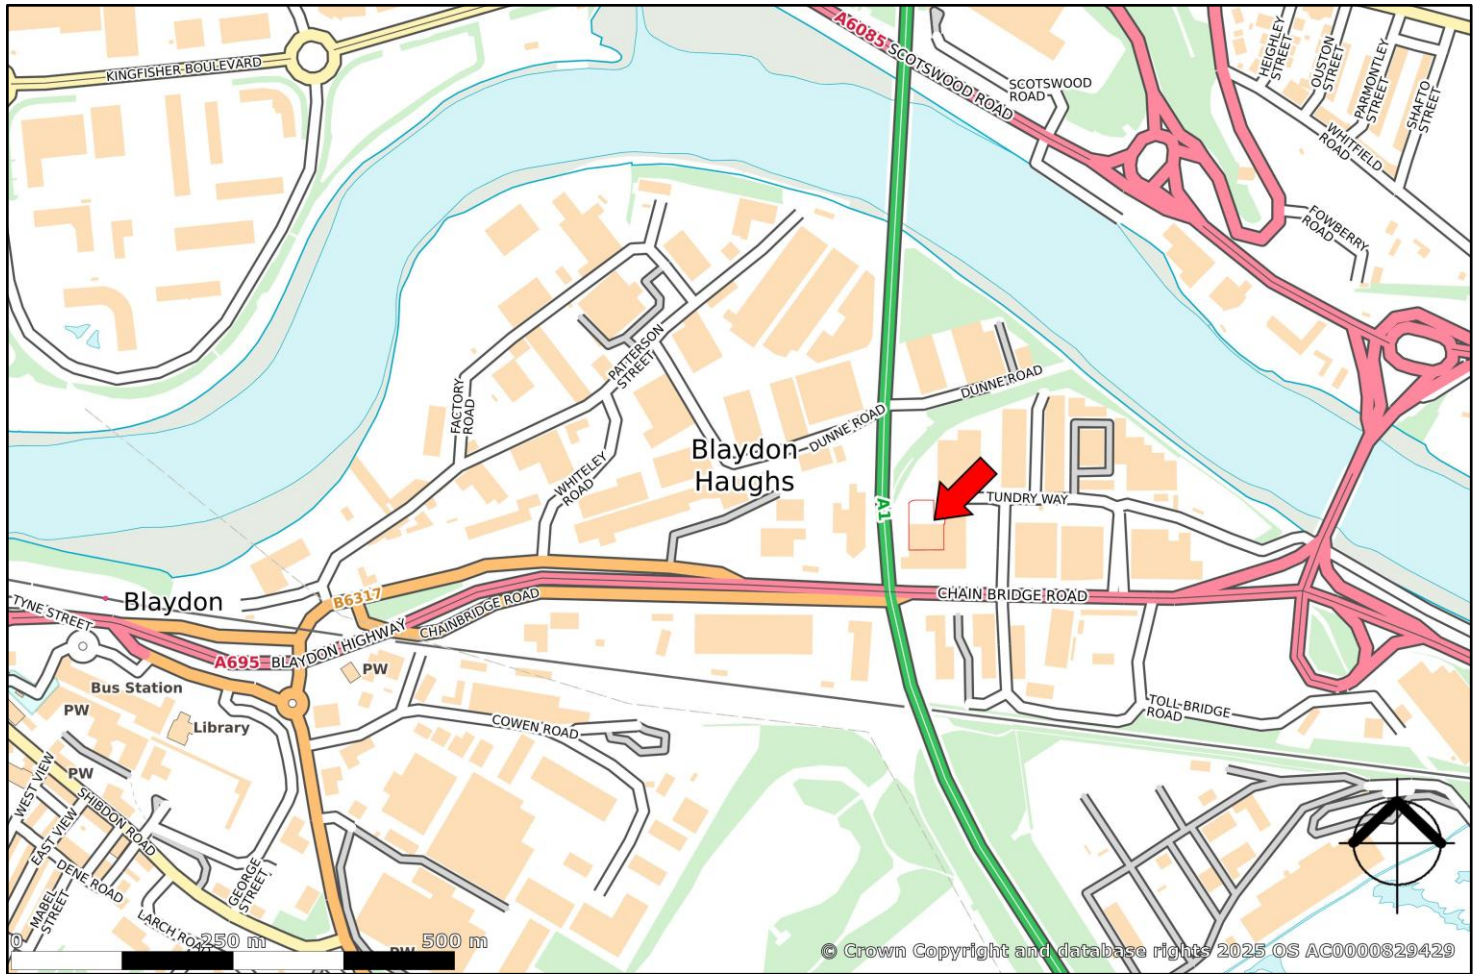 KINGFISHER BOULEVARD
A6085
SCOTSWOOD ROAD
SCOTSWOOD
ROAD
HEIGHLEY
STREET
OUSTON
STREET
PARMONTLEY
STREET
SHAFTO
STREET
WHITFIELD
ROAD
FOWBERRY
ROAD
FACTORY
ROAD
PATTERSON
STREET
DUNNE ROAD
DUNNE ROAD
WHITELEY
ROAD
Blaydon
Haughs
A1
TUNDRY WAY
Blaydon
TYNE STREET
B6317
CHAINBRIDGE ROAD
CHAIN BRIDGE ROAD
A695
BLAYDON HIGHWAY
PW
Bus Station
PW
Library
COWEN ROAD
TOLL-BRIDGE
ROAD
PW
WEST VIEW
EAST VIEW
SHIBDON ROAD
DENE ROAD
MABEL
STREET
LARCH ROAD
GEORGE
STREET
PW
0 250 m 500 m
© Crown Copyright and database rights 2025 OS AC0000829429